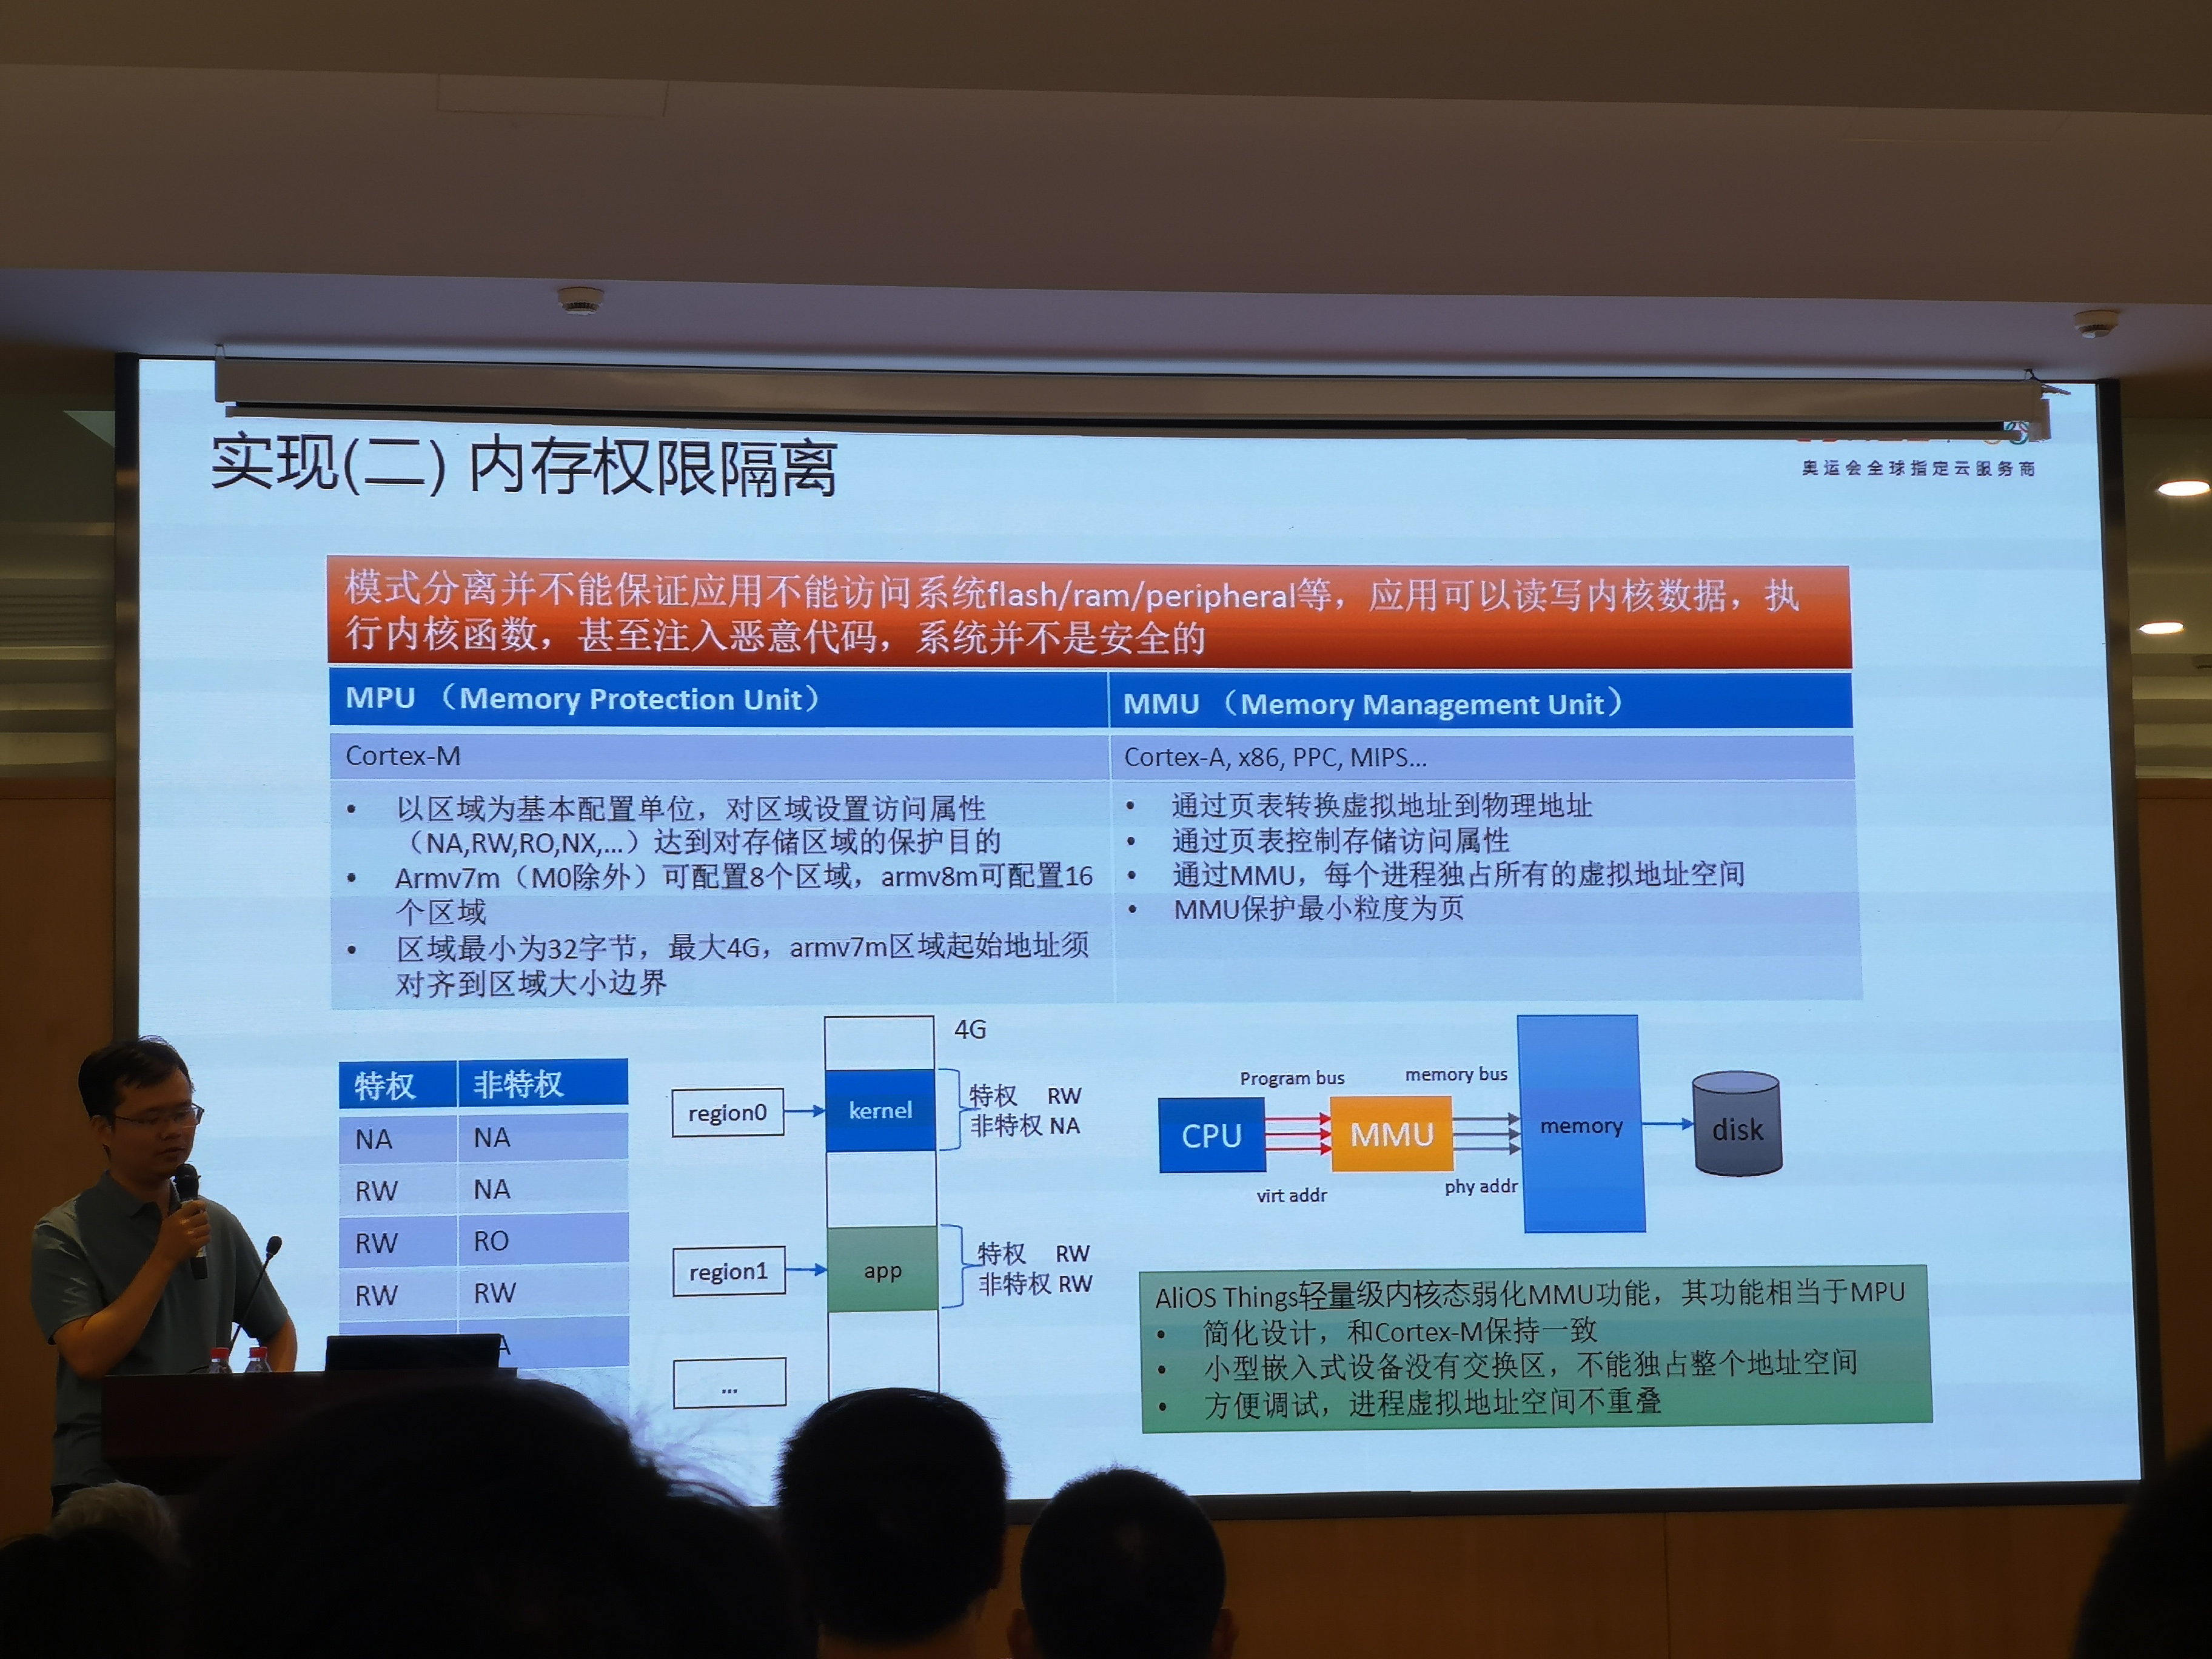 实现(二) 内存权限隔离
奥运会全球指定云服务商
模式分离并不能保证应用不能访问系统flash/ram/peripheral等，应用可以读写内核数据，执
行内核函数，甚至注入恶意代码，系统并不是安全的
MPU （Memory Protection Unit）
MMU （Memory Management Unit）
Cortex-M
Cortex-A, x86, PPC, MIPS...
• 以区域为基本配置单位，对区域设置访问属性
（NA,RW,RO,NX,...）达到对存储区域的保护目的
• Armv7m（M0除外）可配置8个区域，armv8m可配置16
个区域
• 区域最小为32字节，最大4G，armv7m区域起始地址须
对齐到区域大小边界
• 通过页表转换虚拟地址到物理地址
• 通过页表控制存储访问属性
• 通过MMU，每个进程独占所有的虚拟地址空间
• MMU保护最小粒度为页
特权 非特权
NA NA
RW NA
RW RO
RW RW
A
4G
region0
kernel
特权 RW
非特权 NA
region1
app
特权 RW
非特权 RW
...
Program bus
memory bus
CPU
MMU
memory
disk
virt addr
phy addr
AliOS Things轻量级内核态弱化MMU功能，其功能相当于MPU
• 简化设计，和Cortex-M保持一致
• 小型嵌入式设备没有交换区，不能独占整个地址空间
• 方便调试，进程虚拟地址空间不重叠